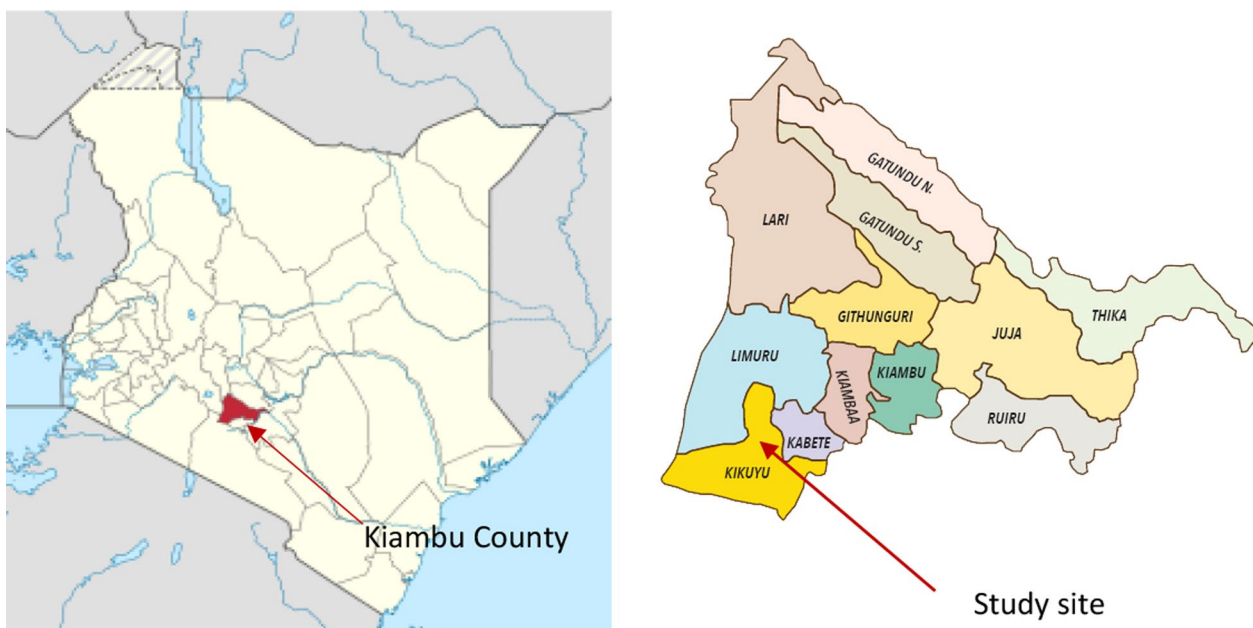 Kiambu County
GATUNDU N.
LARI
GATUNDU S.
GITHUNGURI
THIKA
JUJA
LIMURU
KIAMBAA
KIAMBU
RUIRU
KABETE
KIKUYU
Study site